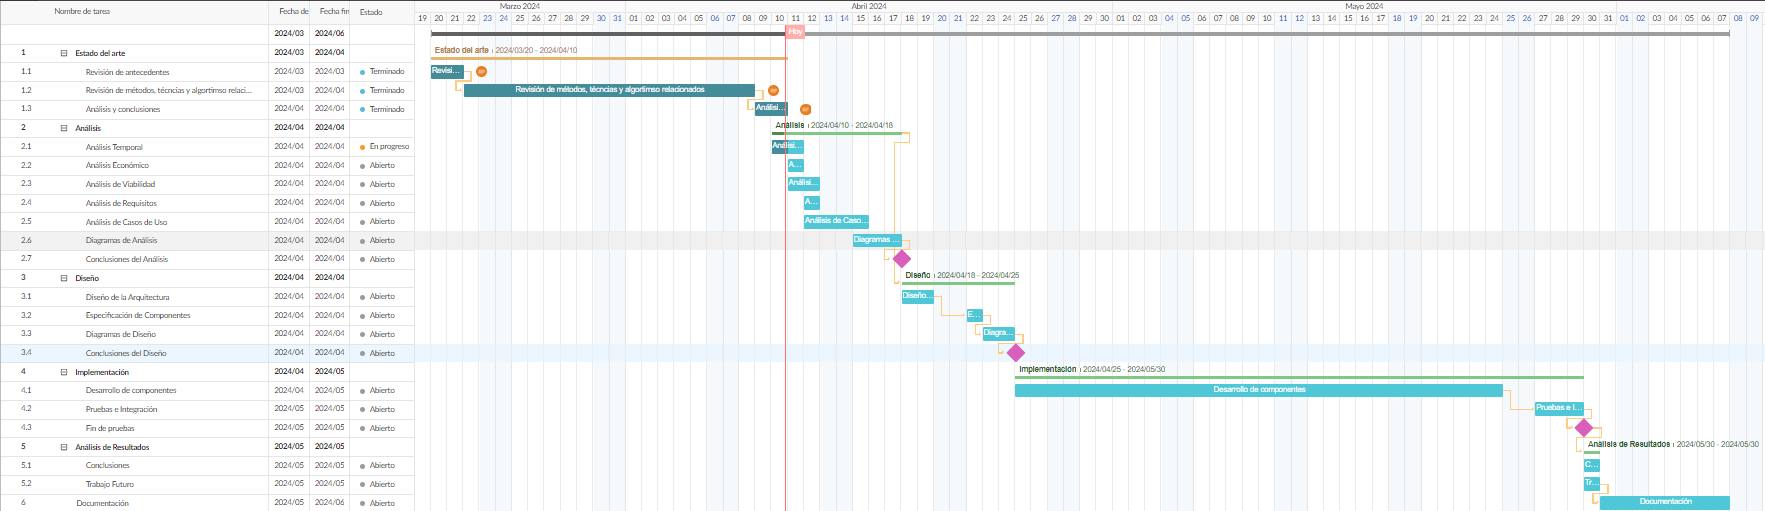 Nombre de tarea Fecha de Fecha fin Estado Marzo 2024 Abril 2024 Mayo 2024
19 20 21 22 23 24 25 26 27 28 29 30 31 01 02 03 04 05 06 07 08 09 10 11 12 13 14 15 16 17 18 19 20 21 22 23 24 25 26 27 28 29 30 01 02 03 04 05 06 07 08 09 10 11 12 13 14 15 16 17 18 19 20 21 22 23 24 25 26 27 28 29 30 31 01 02 03 04 05 06 07 08 09
2024/03 2024/06 Hoy
1 Estado del arte 2024/03 2024/04 Estado del arte : 2024/03/20 - 2024/04/10
1.1 Revisión de antecedentes 2024/03 2024/03 Terminado Revisi...
1.2 Revisión de métodos, técncias y algortimso relaci... 2024/03 2024/04 Terminado Revisión de métodos, técncias y algortimso relacionados
1.3 Análisis y conclusiones 2024/04 2024/04 Terminado Análisi...
2 Análisis 2024/04 2024/04 Análisis : 2024/04/10 - 2024/04/18
2.1 Análisis Temporal 2024/04 2024/04 En progreso Análisi...
2.2 Análisis Económico 2024/04 2024/04 Abierto A...
2.3 Análisis de Viabilidad 2024/04 2024/04 Abierto Análisi...
2.4 Análisis de Requisitos 2024/04 2024/04 Abierto A...
2.5 Análisis de Casos de Uso 2024/04 2024/04 Abierto Análisis de Caso...
2.6 Diagramas de Análisis 2024/04 2024/04 Abierto Diagramas ...
2.7 Conclusiones del Análisis 2024/04 2024/04 Abierto
3 Diseño 2024/04 2024/04 Diseño : 2024/04/18 - 2024/04/25
3.1 Diseño de la Arquitectura 2024/04 2024/04 Abierto Diseño...
3.2 Especificación de Componentes 2024/04 2024/04 Abierto E...
3.3 Diagramas de Diseño 2024/04 2024/04 Abierto Diagra...
3.4 Conclusiones del Diseño 2024/04 2024/04 Abierto
4 Implementación 2024/04 2024/05 Implementación : 2024/04/25 - 2024/05/30
4.1 Desarrollo de componentes 2024/04 2024/05 Abierto Desarrollo de componentes
4.2 Pruebas e Integración 2024/05 2024/05 Abierto Pruebas e I...
4.3 Fin de pruebas 2024/05 2024/05 Abierto
5 Análisis de Resultados 2024/05 2024/05 Análisis de Resultados : 2024/05/30 - 2024/05/30
5.1 Conclusiones 2024/05 2024/05 Abierto C...
5.2 Trabajo Futuro 2024/05 2024/05 Abierto Tr...
6 Documentación 2024/05 2024/06 Abierto Documentación